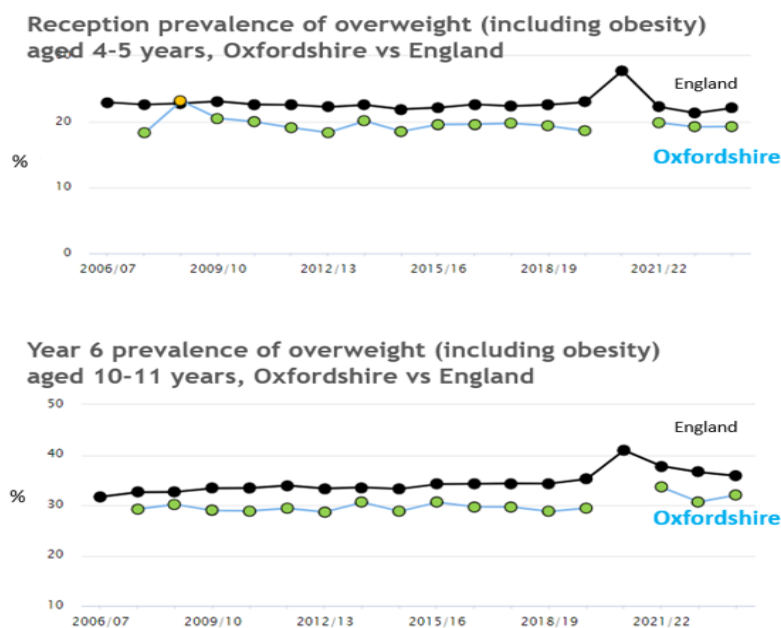 Reception prevalence of overweight (including obesity)
aged 4-5 years, Oxfordshire vs England
30
England
20
Oxfordshire
%
10
0
2006/07 2009/10 2012/13 2015/16 2018/19 2021/22
Year 6 prevalence of overweight (including obesity)
aged 10-11 years, Oxfordshire vs England
50
England
40
%
30
Oxfordshire
20
10
2006/07 2009/10 2012/13 2015/16 2018/19 2021/22